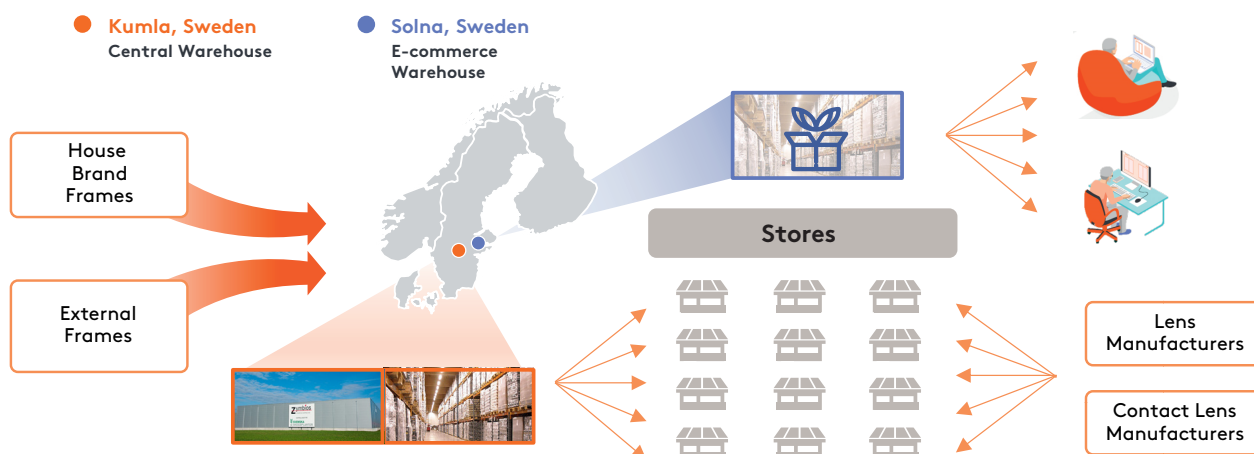 Kumla, Sweden
Central Warehouse
Solna, Sweden
E-commerce
Warehouse
House
Brand
Frames
External
Frames
Stores
Lens
Manufacturers
Contact Lens
Manufacturers
Zumbios